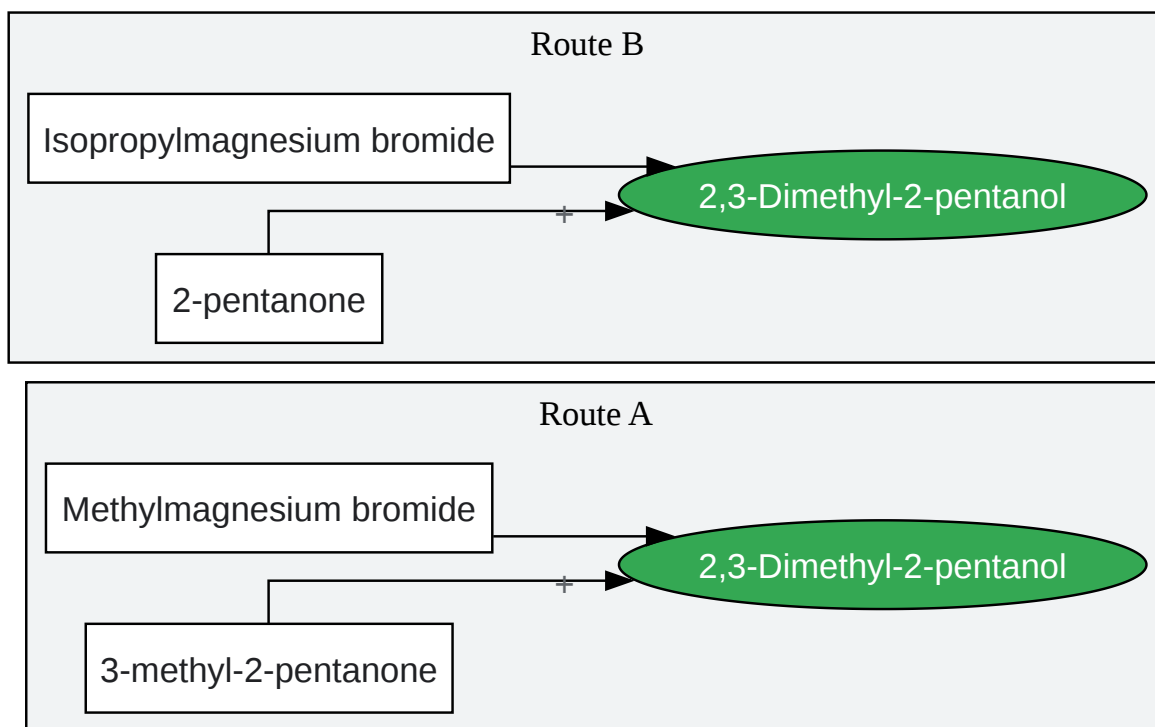 Route B
Isopropylmagnesium bromide
2,3-Dimethyl-2-pentanol
+
2-pentanone
Route A
Methylmagnesium bromide
2,3-Dimethyl-2-pentanol
+
3-methyl-2-pentanone